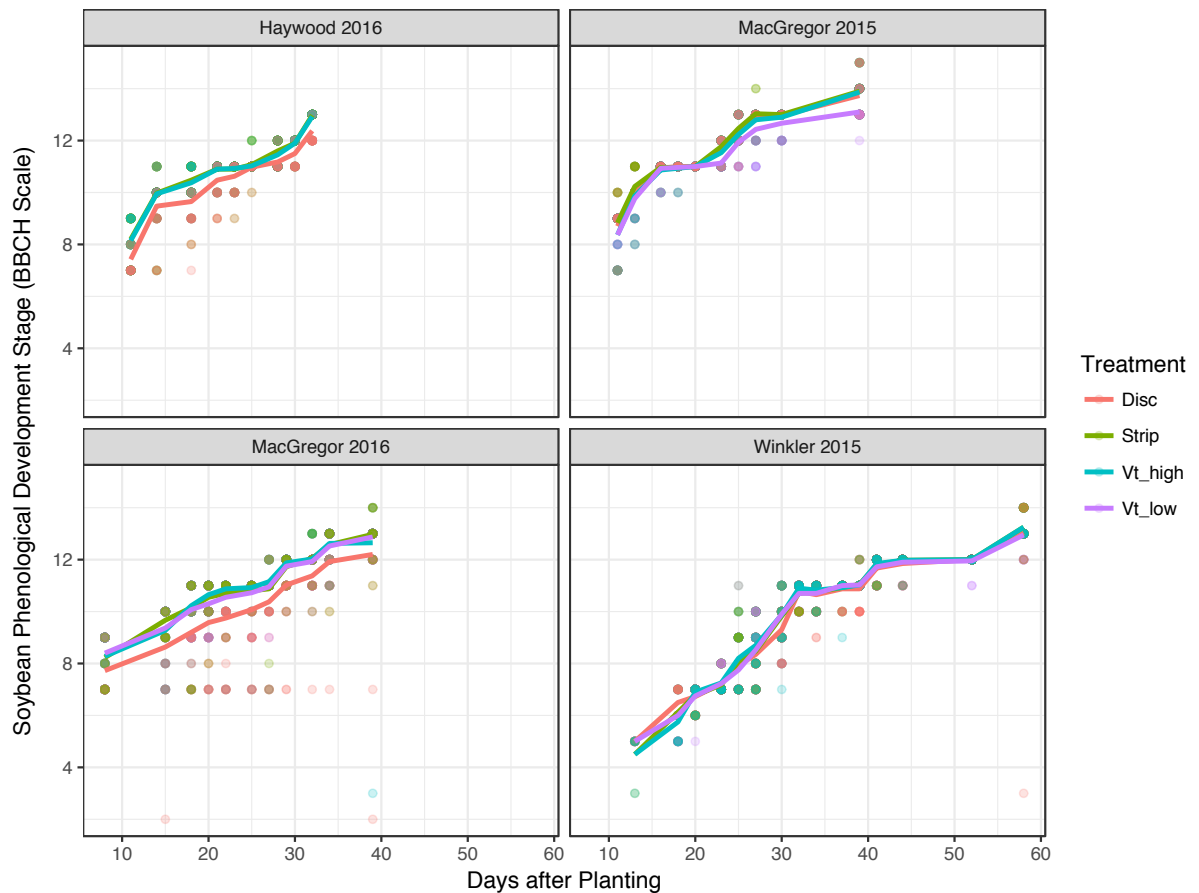 Haywood 2016
MacGregor 2015
12
8
4
MacGregor 2016
Winkler 2015
12
8
4
10 20 30 40 50 60
10 20 30 40 50 60
Days after Planting
Soybean Phenological Development Stage (BBCH Scale)
Treatment
Disc
Strip
Vt_high
Vt_low